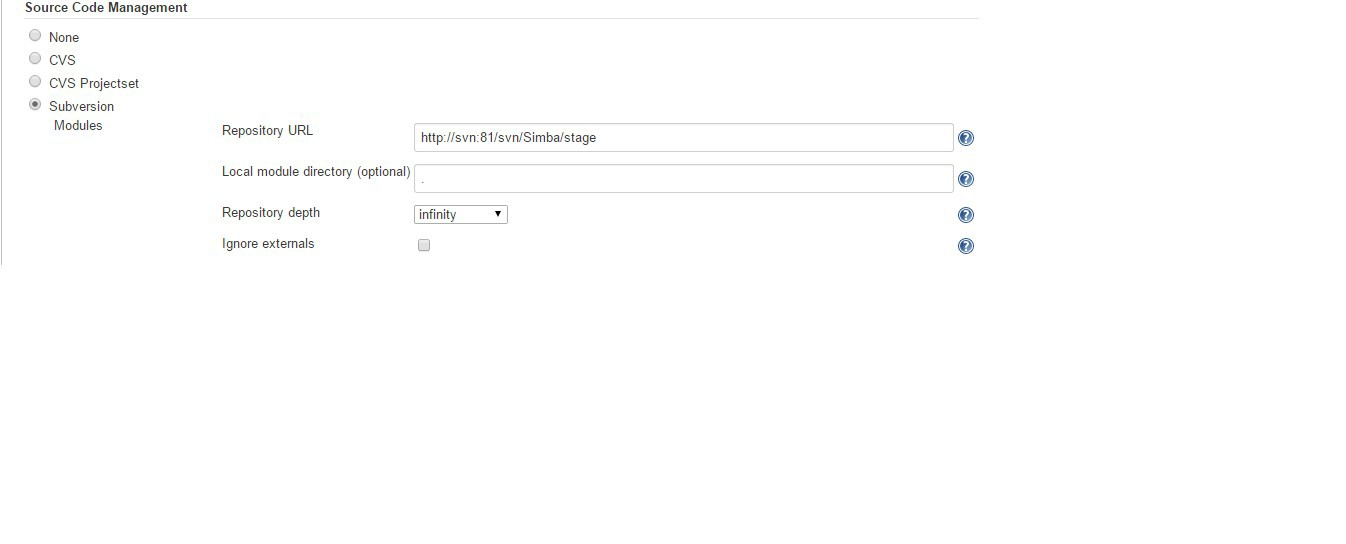 Source Code Management
None
CVS
CVS Projectset
Subversion
Modules
Repository URL
http://svn:81/svn/Simba/stage
Local module directory (optional)
.
Repository depth
infinity
Ignore externals